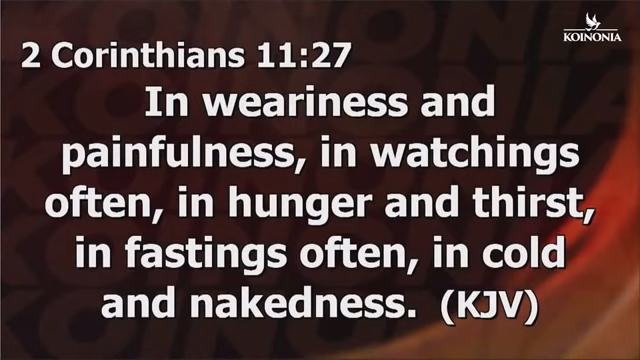 KOINONIA
2 Corinthians 11:27
In weariness and
painfulness, in watchings
often, in hunger and thirst,
in fastings often, in cold
and nakedness. (KJV)